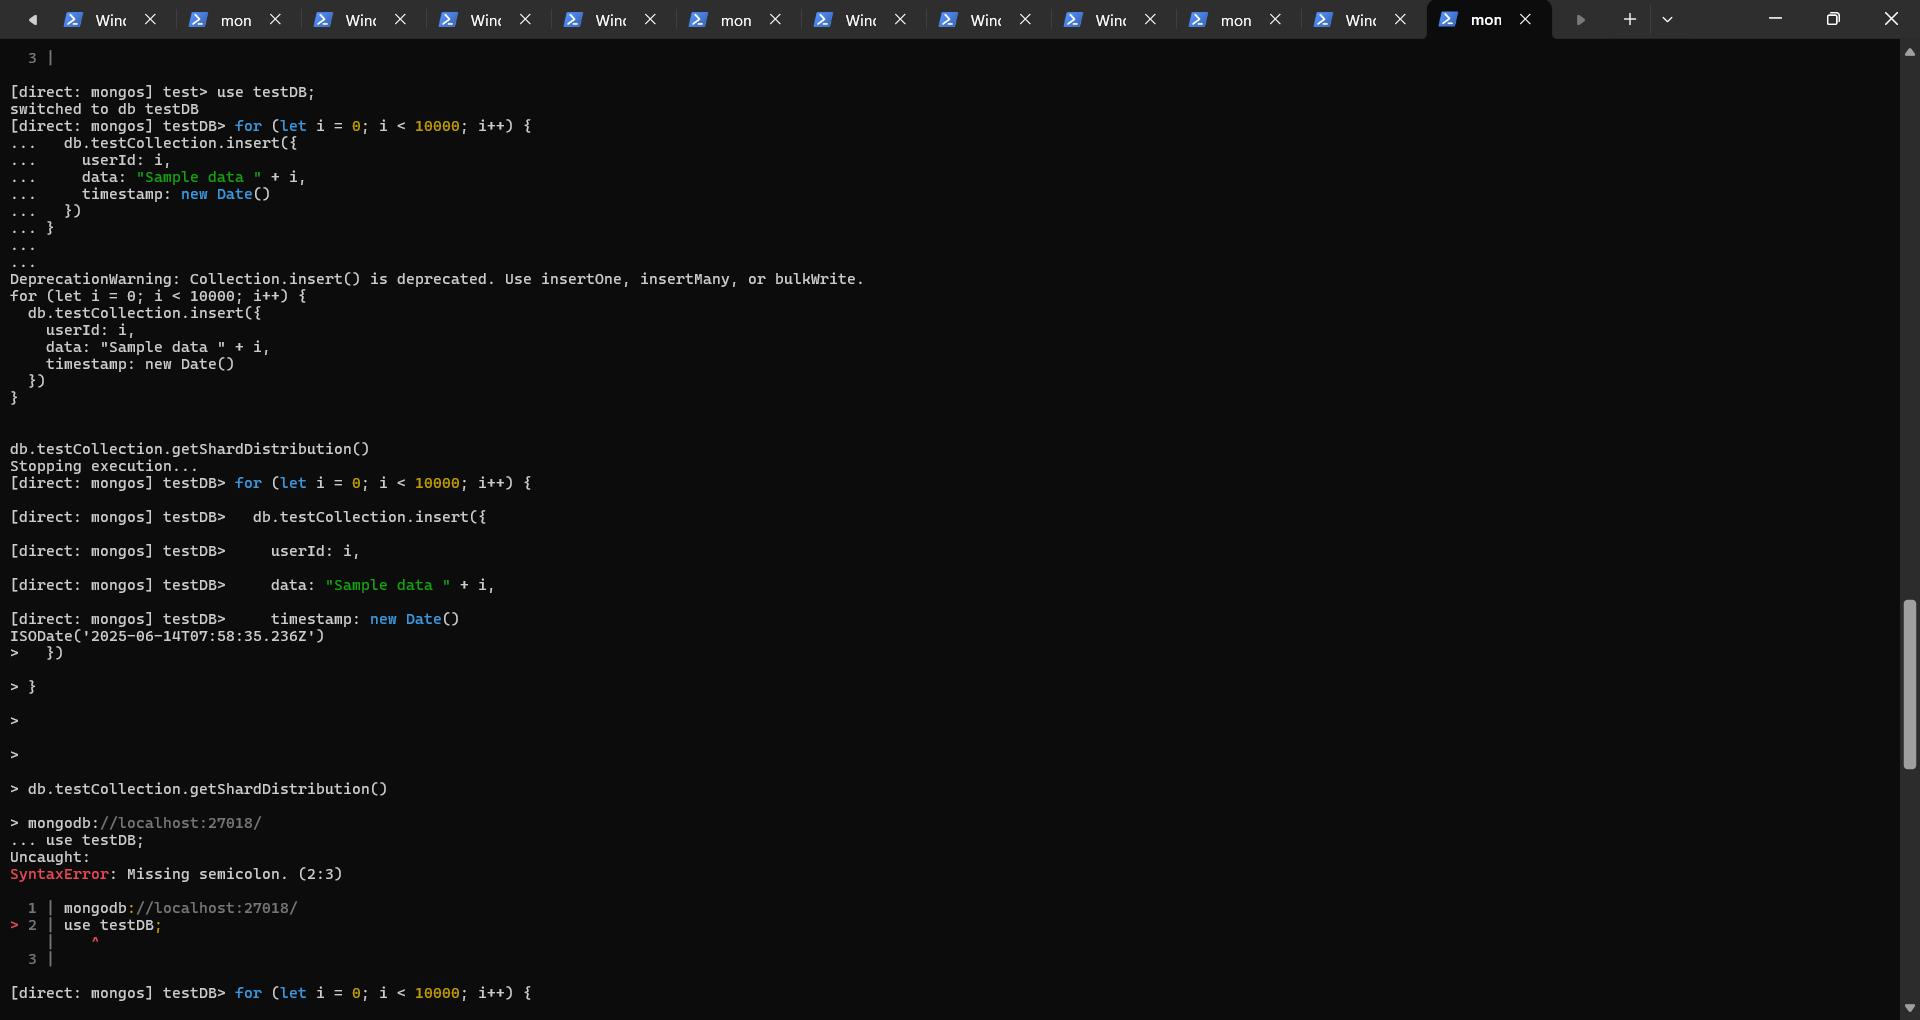 Winc mon Winc Winc Winc mon Winc Winc Winc mon Winc mon
3 |
[direct: mongos] test> use testDB;
switched to db testDB
[direct: mongos] testDB> for (let i = 0; i < 10000; i++) {
...   db.testCollection.insert({
...     userId: i,
...     data: "Sample data " + i,
...     timestamp: new Date()
...   })
... }
...
...
DeprecationWarning: Collection.insert() is deprecated. Use insertOne, insertMany, or bulkWrite.
for (let i = 0; i < 10000; i++) {
  db.testCollection.insert({
    userId: i,
    data: "Sample data " + i,
    timestamp: new Date()
  })
}
db.testCollection.getShardDistribution()
Stopping execution...
[direct: mongos] testDB> for (let i = 0; i < 10000; i++) {
[direct: mongos] testDB>   db.testCollection.insert({
[direct: mongos] testDB>     userId: i,
[direct: mongos] testDB>     data: "Sample data " + i,
[direct: mongos] testDB>     timestamp: new Date()
ISODate('2025-06-14T07:58:35.236Z')
>   })
> }
>
>
> db.testCollection.getShardDistribution()
> mongodb://localhost:27018/
... use testDB;
Uncaught:
SyntaxError: Missing semicolon. (2:3)
  1 | mongodb://localhost:27018/
> 2 | use testDB;
    |    ^
  3 |
[direct: mongos] testDB> for (let i = 0; i < 10000; i++) {